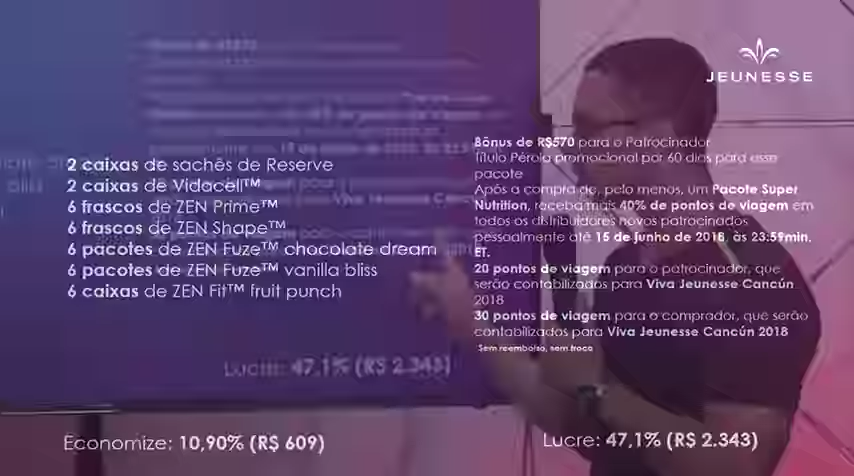 JEUNESSE
2 caixas de sachês de Reserve
2 caixas de Vidacell™
6 frascos de ZEN Prime™
6 frascos de ZEN Shape™
6 pacotes de ZEN Fuze™ chocolate dream
6 pacotes de ZEN Fuze™ vanilla bliss
6 caixas de ZEN Fit™ fruit punch
Bônus de R$570 para o Patrocinador
Título Pérola promocional por 60 dias para esse
pacote
Após a compra de, pelo menos, um Pacote Super
Nutrition, receba mais 40% de pontos de viagem em
todos os distribuidores novos patrocinados
pessoalmente até 15 de junho de 2018, às 23:59min,
ET.
20 pontos de viagem para o patrocinador, que
serão contabilizados para Viva Jeunesse Cancún
2018
30 pontos de viagem para o comprador, que serão
contabilizados para Viva Jeunesse Cancún 2018
Sem reembolso, sem troca
Lucre: 47,1% (R$ 2.343)
Economize: 10,90% (R$ 609)
Lucre: 47,1% (R$ 2.343)